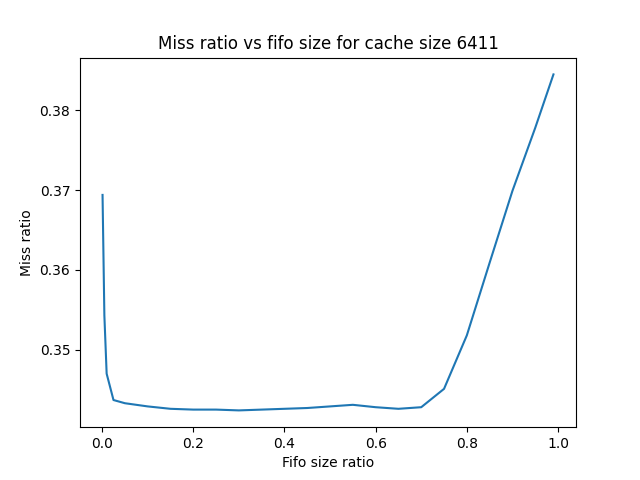 Miss ratio vs fifo size for cache size 6411
0.38
0.37
0.36
0.35
Miss ratio
0.0 0.2 0.4 0.6 0.8 1.0
Fifo size ratio